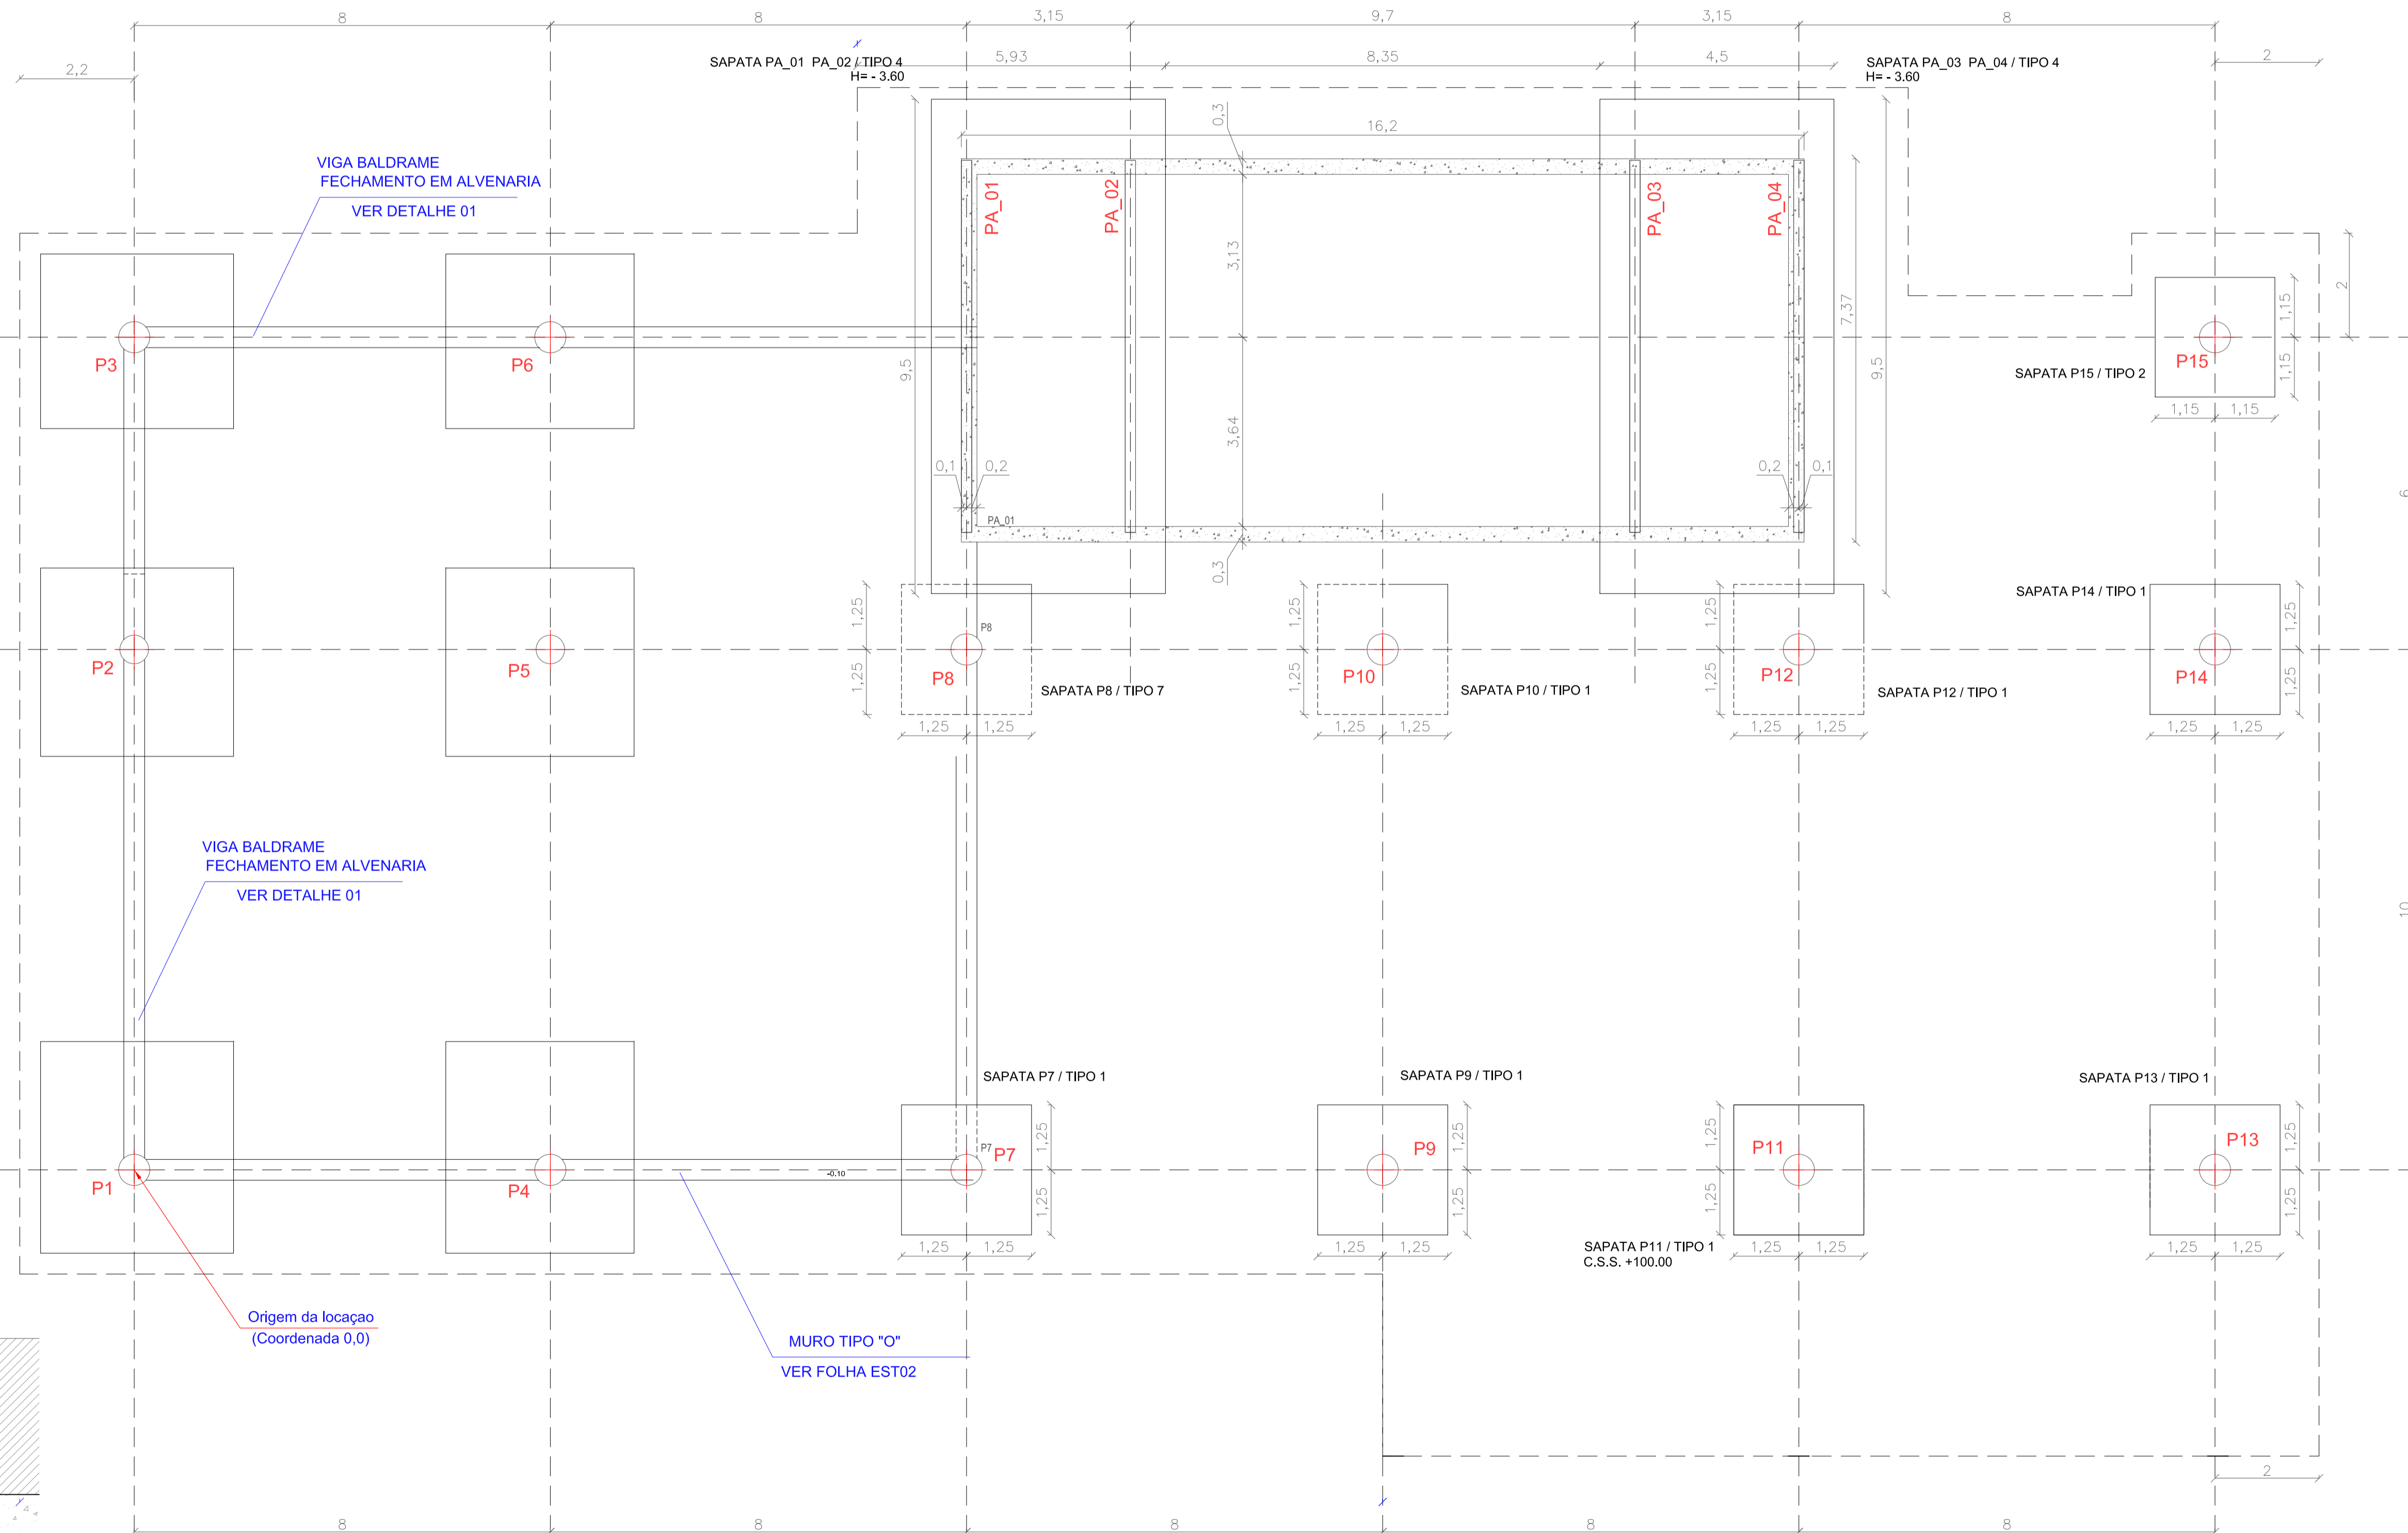 8
8
3,15
9,7
3,15
8
2,2
SAPATA PA_01 PA_02 / TIPO 4
H= - 3.60
5,93
8,35
4,5
SAPATA PA_03 PA_04 / TIPO 4
H= - 3.60
2
0,3
16,2
VIGA BALDRAME
FECHAMENTO EM ALVENARIA
VER DETALHE 01
PA_01
PA_02
PA_03
PA_04
3,13
7,37
2
1,15
1,15
P3
P6
9,5
9,5
P15
SAPATA P15 / TIPO 2
1,15
1,15
3,64
0,1
0,2
0,2
0,1
6
PA_01
0,3
1,25
1,25
1,25
SAPATA P14 / TIPO 1
1,25
P8
P2
P5
P8
P10
P12
P14
1,25
1,25
1,25
1,25
SAPATA P8 / TIPO 7
SAPATA P10 / TIPO 1
SAPATA P12 / TIPO 1
1,25
1,25
1,25
1,25
1,25
1,25
1,25
1,25
VIGA BALDRAME
FECHAMENTO EM ALVENARIA
VER DETALHE 01
10
SAPATA P7 / TIPO 1
SAPATA P9 / TIPO 1
SAPATA P13 / TIPO 1
1,25
1,25
1,25
1,25
P7
P7
P9
P11
P13
P1
P4
-0.10
1,25
1,25
1,25
1,25
1,25
1,25
1,25
1,25
SAPATA P11 / TIPO 1
C.S.S. +100.00
1,25
1,25
1,25
1,25
Origem da locaçao
(Coordenada 0,0)
MURO TIPO "O"
VER FOLHA EST02
2
8
8
8
8
8